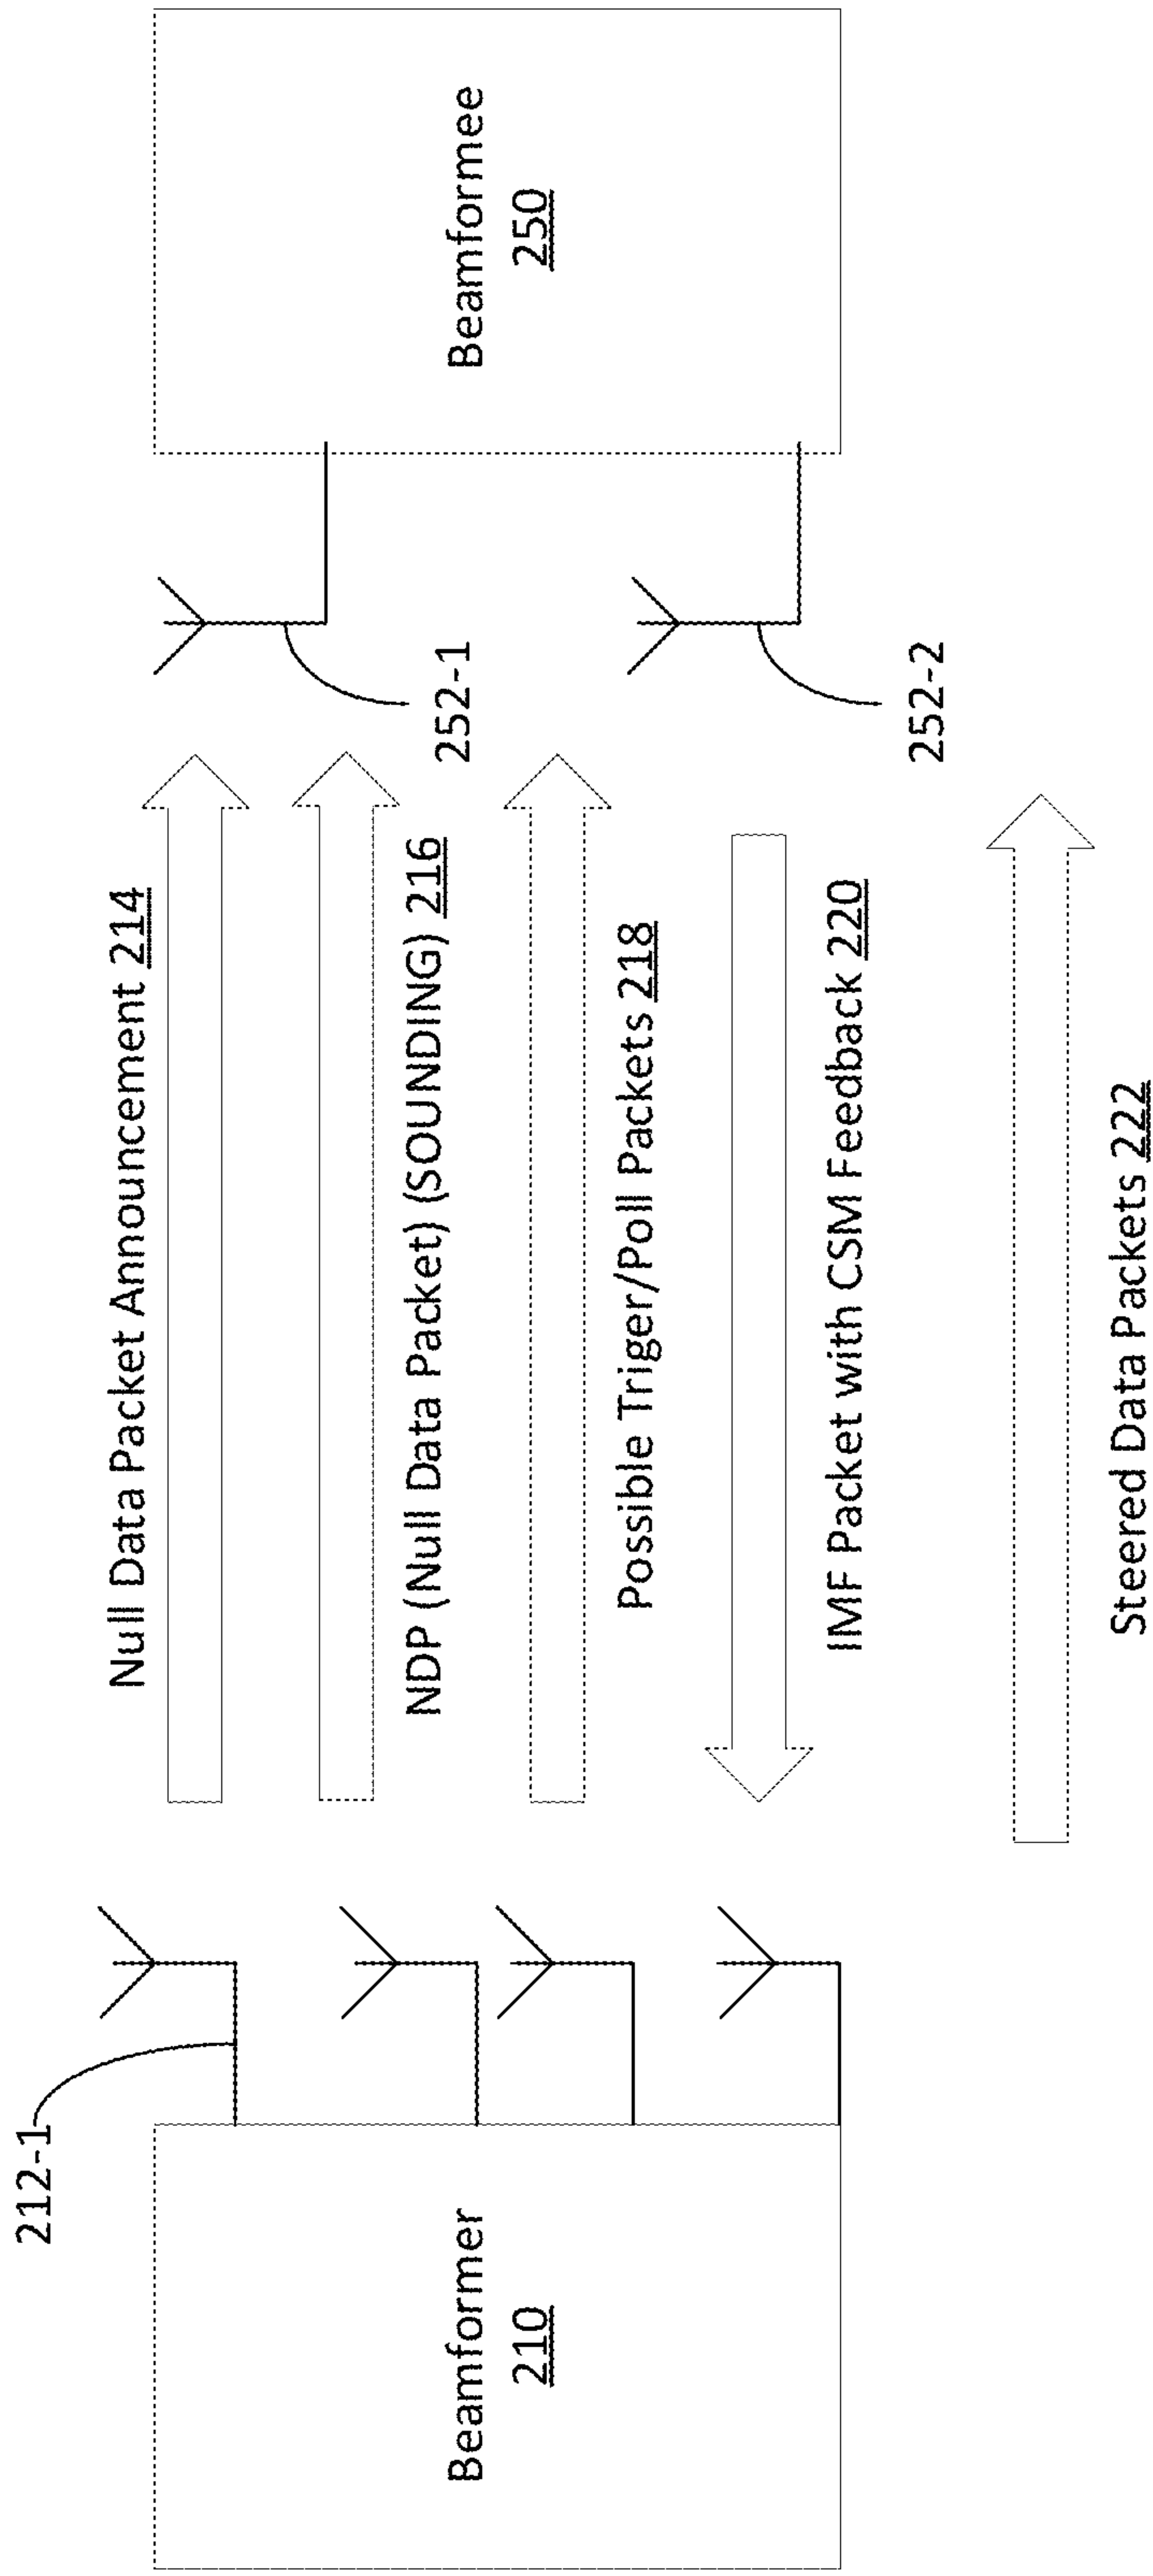 212-1
Beamformer
210
Null Data Packet Announcement 214
NDP (Null Data Packet) (SOUNDING) 216
Possible Triger/Poll Packets 218
IMF Packet with CSM Feedback 220
Steered Data Packets 222
252-1
252-2
Beamformee
250